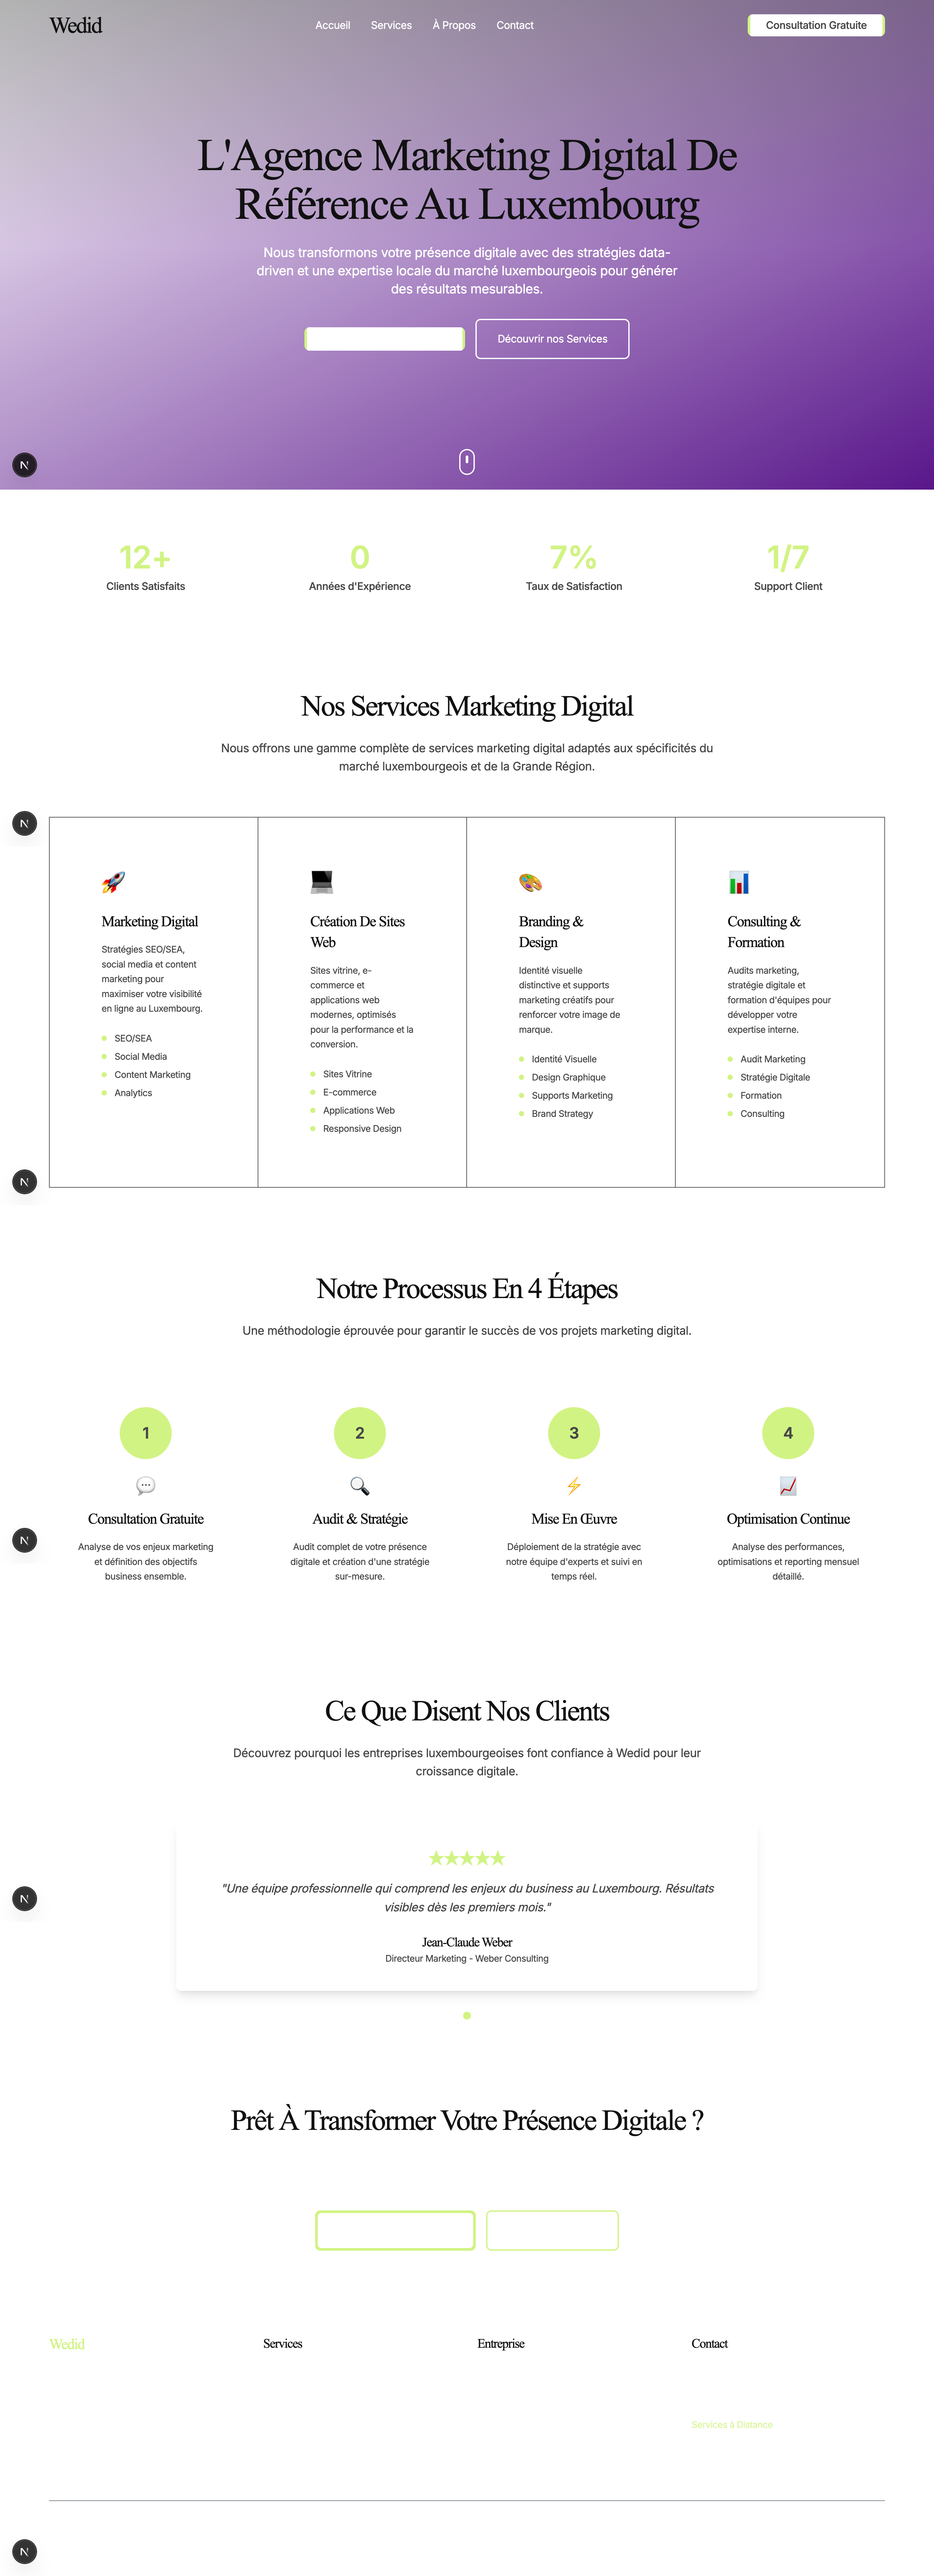 Wedid
Accueil
Services
À Propos
Contact
Consultation Gratuite
L'Agence Marketing Digital De
Référence Au Luxembourg
Nous transformons votre présence digitale avec des stratégies data-
driven et une expertise locale du marché luxembourgeois pour générer
des résultats mesurables.
Découvrir nos Services
N
12+
Clients Satisfaits
0
Années d'Expérience
7%
Taux de Satisfaction
1/7
Support Client
Nos Services Marketing Digital
Nous offrons une gamme complète de services marketing digital adaptés aux spécificités du
marché luxembourgeois et de la Grande Région.
N
Marketing Digital
Stratégies SEO/SEA,
social media et content
marketing pour
maximiser votre visibilité
en ligne au Luxembourg.
SEO/SEA
Social Media
Content Marketing
Analytics
Création De Sites
Web
Sites vitrine, e-
commerce et
applications web
modernes, optimisés
pour la performance et la
conversion.
Sites Vitrine
E-commerce
Applications Web
Responsive Design
Branding &
Design
Identité visuelle
distinctive et supports
marketing créatifs pour
renforcer votre image de
marque.
Identité Visuelle
Design Graphique
Supports Marketing
Brand Strategy
Consulting &
Formation
Audits marketing,
stratégie digitale et
formation d'équipes pour
développer votre
expertise interne.
Audit Marketing
Stratégie Digitale
Formation
Consulting
N
Notre Processus En 4 Étapes
Une méthodologie éprouvée pour garantir le succès de vos projets marketing digital.
1
Consultation Gratuite
Analyse de vos enjeux marketing
et définition des objectifs
business ensemble.
2
Audit & Stratégie
Audit complet de votre présence
digitale et création d'une stratégie
sur-mesure.
3
Mise En Œuvre
Déploiement de la stratégie avec
notre équipe d'experts et suivi en
temps réel.
4
Optimisation Continue
Analyse des performances,
optimisations et reporting mensuel
détaillé.
N
Ce Que Disent Nos Clients
Découvrez pourquoi les entreprises luxembourgeoises font confiance à Wedid pour leur
croissance digitale.
"Une équipe professionnelle qui comprend les enjeux du business au Luxembourg. Résultats
visibles dès les premiers mois."
Jean-Claude Weber
Directeur Marketing - Weber Consulting
N
Prêt À Transformer Votre Présence Digitale ?
Wedid
Services
Entreprise
Contact
Services à Distance
N